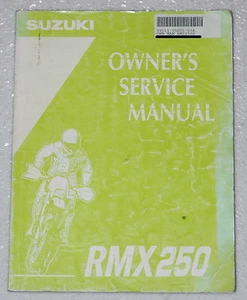 SUZUKI
OWNER'S
SERVICE
MANUAL
RMX250